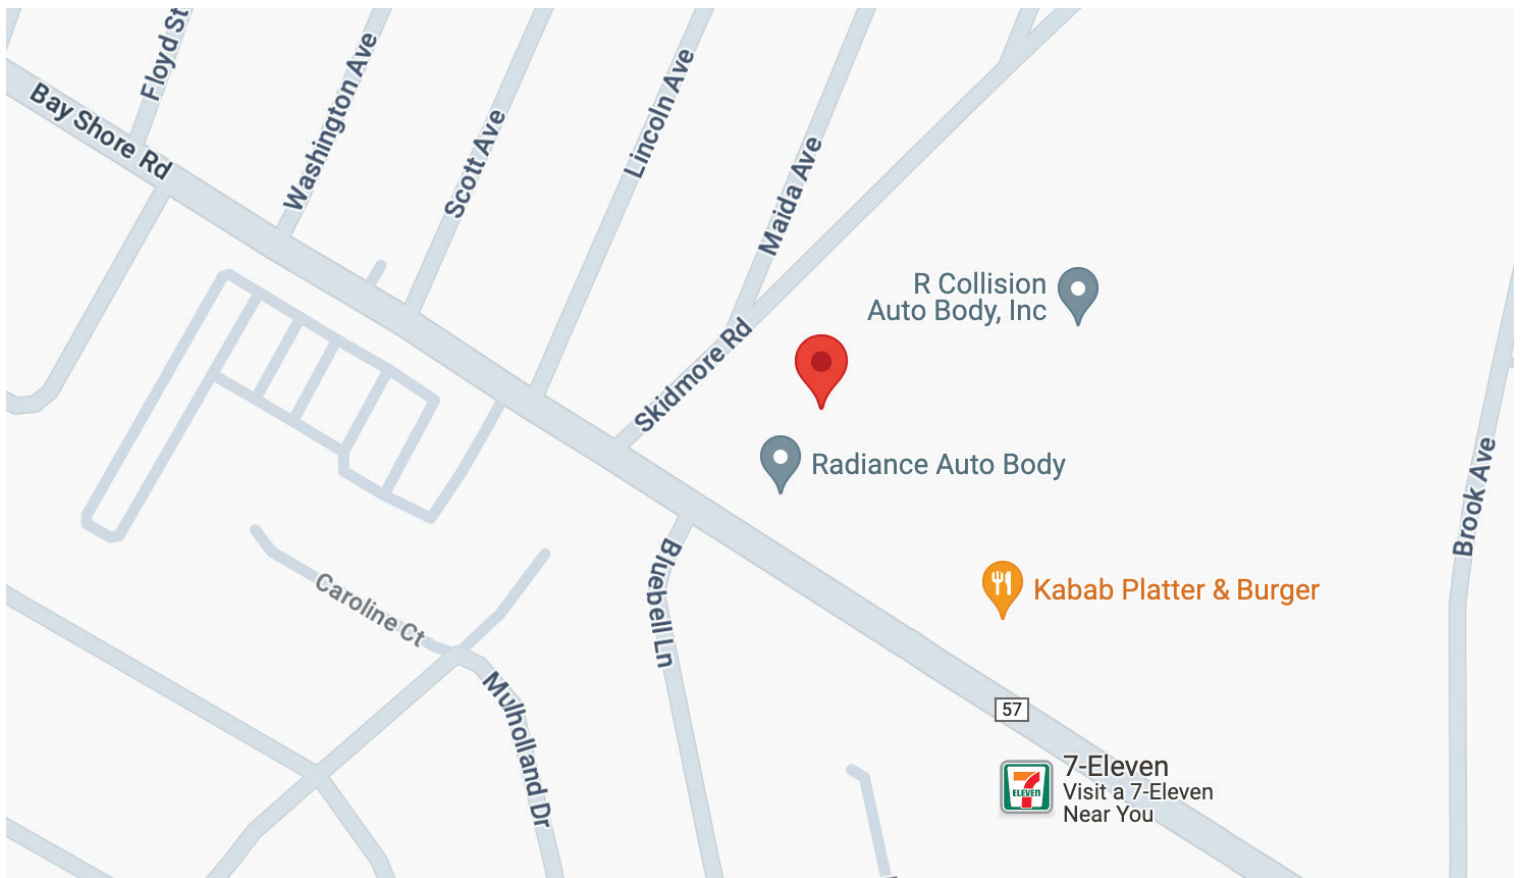 Floyd St
Bay Shore Rd
Washington Ave
Scott Ave
Lincoln Ave
Maida Ave
R Collision
Auto Body, Inc
Skidmore Rd
Radiance Auto Body
Brook Ave
Bluebell Ln
Kabab Platter & Burger
Caroline Ct
Mulholland Dr
57
7-Eleven
Visit a 7-Eleven
Near You
7
ELEVEN